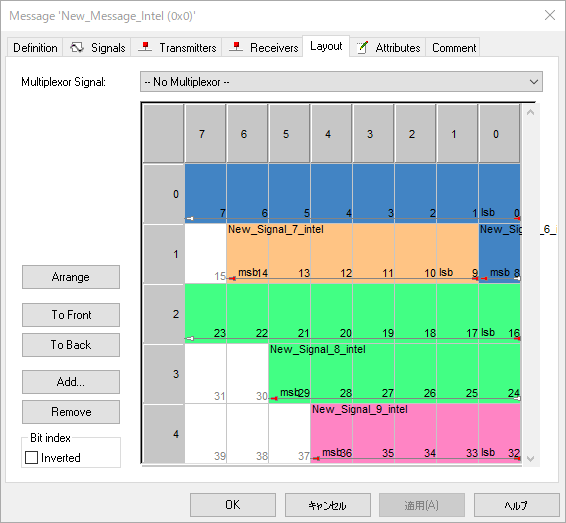 Message 'New_Message_Intel (0x0)'
Definition Signals Transmitters Receivers Layout Attributes Comment
Multiplexor Signal: -- No Multiplexor --
7 6 5 4 3 2 1 0
0 7 6 5 4 3 2 1 lsb 0
New_Signal_7_intel New_Signal_6_
1 15 msb 14 13 12 11 10 lsb 9 msb 8
2 23 22 21 20 19 18 17 lsb 16
New_Signal_8_intel
3 31 30 msb 29 28 27 26 25 24
New_Signal_9_intel
4 39 38 37 msb 36 35 34 33 lsb 32
Arrange
To Front
To Back
Add...
Remove
Bit index
Inverted
OK キャンセル 適用(A) ヘルプ